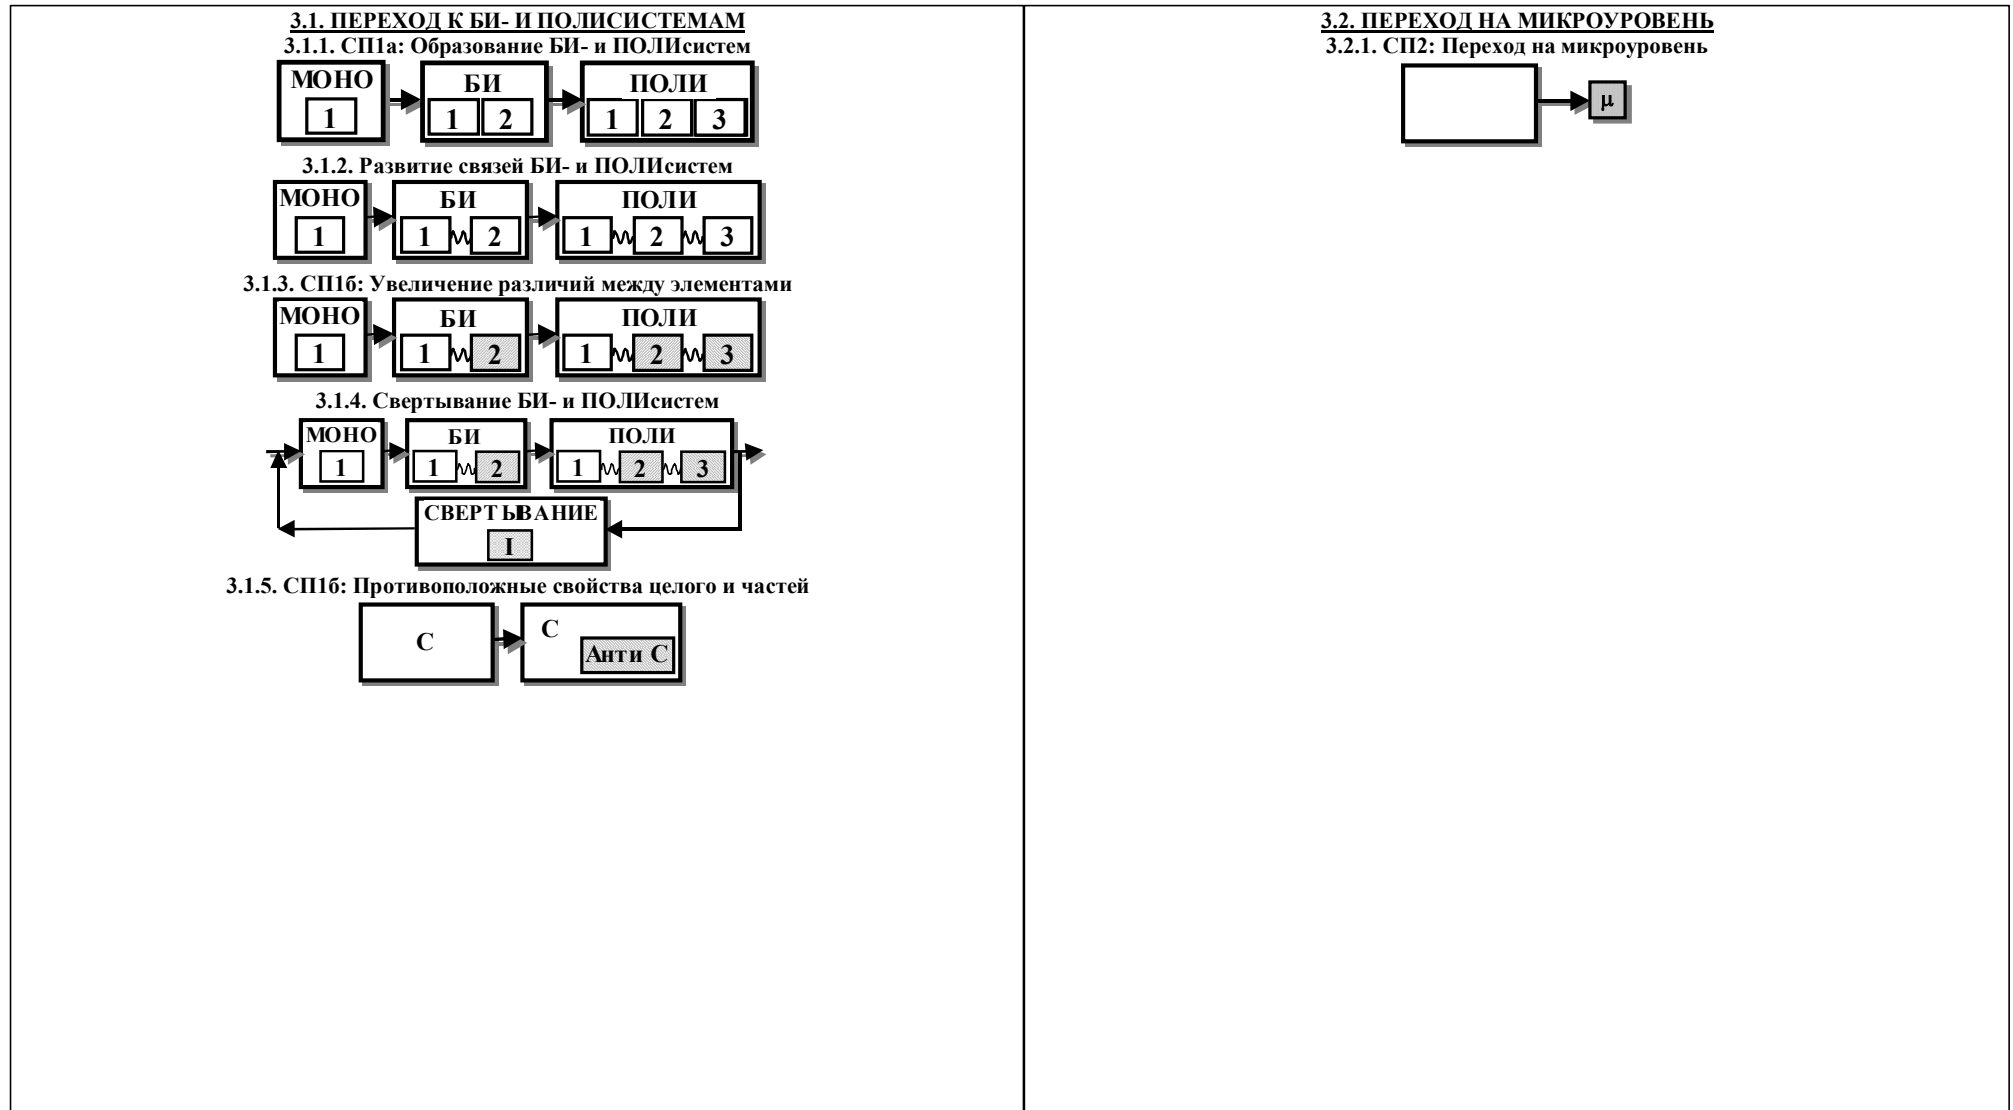 3.1. ПЕРЕХОД К БИ- И ПОЛИСИСТЕМАМ
3.1.1. СП1а: Образование БИ- и ПОЛИсистем
МОНО БИ ПОЛИ
1 1 2 1 2 3
3.1.2. Развитие связей БИ- и ПОЛИсистем
МОНО БИ ПОЛИ
1 1 2 1 2 3
3.1.3. СП1б: Увеличение различий между элементами
МОНО БИ ПОЛИ
1 1 2 1 2 3
3.1.4. Свертывание БИ- и ПОЛИсистем
МОНО БИ ПОЛИ
1 1 2 1 2 3
СВЕРТЫВАНИЕ
I
3.1.5. СП1б: Противоположные свойства целого и частей
С С
Анти С
3.2. ПЕРЕХОД НА МИКРОУРОВЕНЬ
3.2.1. СП2: Переход на микроуровень
μ